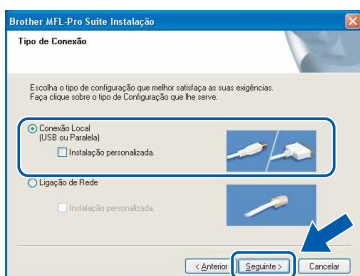 Brother MFL-Pro Suite Instalação
Tipo de Conexão
Escolha o tipo de configuração que melhor satisfaça as suas exigências.
Faça clique sobre o tipo de Configuração que lhe serve.
Conexão Local
(USB ou Paralela)
Instalação personalizada.
Ligação de Rede
Instalação personalizada.
< Anterior
Seguinte >
Cancelar